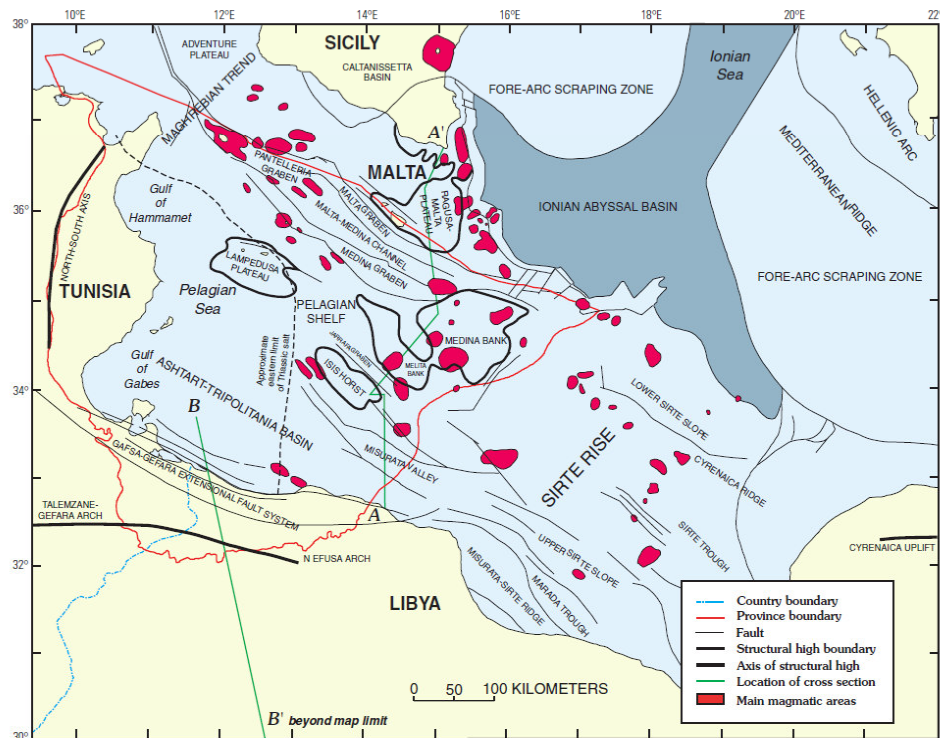 10°E
12°E
14°E
16°E
18°E
20°E
22°
38°
36°
34°
32°
30°
ADVENTURE
PLATEAU
SICILY
CALTANISSETTA
BASIN
FORE-ARC SCRAPING ZONE
Ionian
Sea
HELLENIC ARC
MAGHREBIAN TREND
MEDITERRANEAN RIDGE
A'
PANTELLERIA
GRABEN
MALTA
MALTA GRABEN
RAGUSA-
MALTA
PLATEAU
Gulf
of
Hammamet
NORTH-SOUTH AXIS
MALTA-MEDINA CHANNEL
MEDINA GRABEN
IONIAN ABYSSAL BASIN
LAMPEDUSA
PLATEAU
FORE-ARC SCRAPING ZONE
TUNISIA
Pelagian
Sea
PELAGIAN
SHELF
MEDINA BANK
JARRAFA GRABEN
MELITA
BANK
ISIS HORST
Approximate
eastern limit
of Triassic salt
Gulf
of
Gabes
ASHTART-TRIPOLITANIA BASIN
B
LOWER SIRTE SLOPE
MISURATA VALLEY
SIRTE RISE
CYRENAICA RIDGE
GAFSA-GEFARA EXTENSIONAL FAULT SYSTEM
A
TALEMZANE-
GEFARA ARCH
N EFUSA ARCH
SIRTE TROUGH
UPPER SIRTE SLOPE
CYRENAICA UPLIFT
MISURATA-SIRTE RIDGE
MARADA TROUGH
LIBYA
Country boundary
Province boundary
Fault
Structural high boundary
Axis of structural high
Location of cross section
Main magmatic areas
0 50 100 KILOMETERS
B' beyond map limit